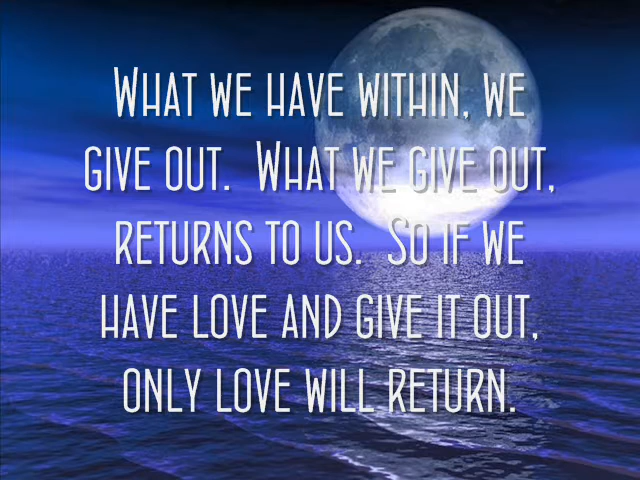 What we have within, we
give out. What we give out,
returns to us. So if we
have love and give it out,
only love will return.